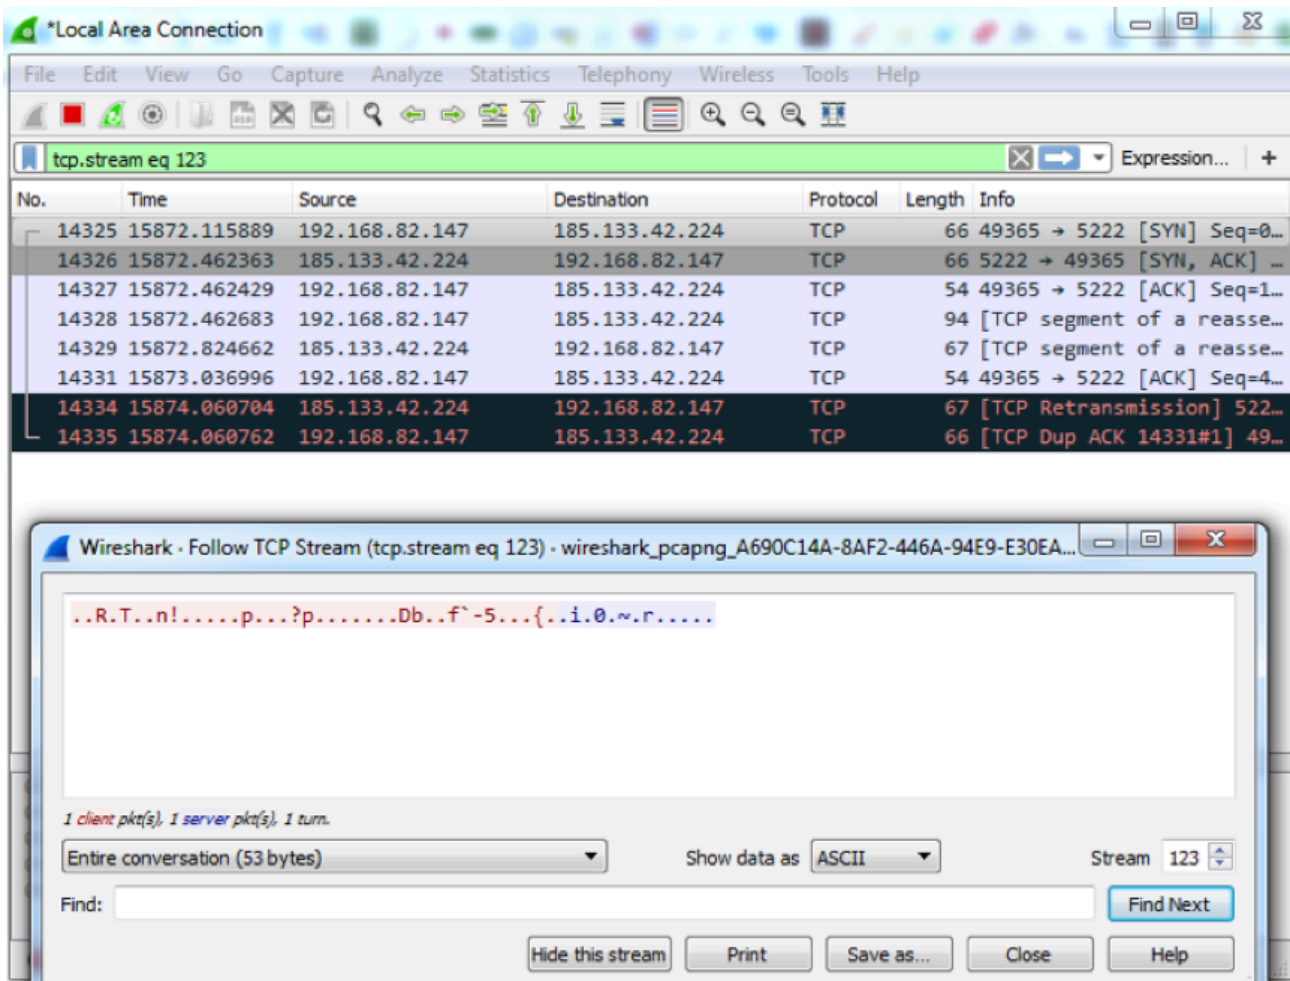 *Local Area Connection
File Edit View Go Capture Analyze Statistics Telephony Wireless Tools Help
tcp.stream eq 123 Expression... +
No. Time Source Destination Protocol Length Info
14325 15872.115889 192.168.82.147 185.133.42.224 TCP 66 49365 → 5222 [SYN] Seq=0…
14326 15872.462363 185.133.42.224 192.168.82.147 TCP 66 5222 → 49365 [SYN, ACK] …
14327 15872.462429 192.168.82.147 185.133.42.224 TCP 54 49365 → 5222 [ACK] Seq=1…
14328 15872.462683 192.168.82.147 185.133.42.224 TCP 94 [TCP segment of a reasse…
14329 15872.824662 185.133.42.224 192.168.82.147 TCP 67 [TCP segment of a reasse…
14331 15873.036996 192.168.82.147 185.133.42.224 TCP 54 49365 → 5222 [ACK] Seq=4…
14334 15874.060704 185.133.42.224 192.168.82.147 TCP 67 [TCP Retransmission] 522…
14335 15874.060762 192.168.82.147 185.133.42.224 TCP 66 [TCP Dup ACK 14331#1] 49…
Wireshark · Follow TCP Stream (tcp.stream eq 123) · wireshark_pcapng_A690C14A-8AF2-446A-94E9-E30EA...
..R.T..n!.....p...?p.......Db..f`-5...{..i.0.~.r.....
1 client pkt(s), 1 server pkt(s), 1 turn.
Entire conversation (53 bytes) Show data as ASCII Stream 123
Find: Find Next
Hide this stream Print Save as... Close Help